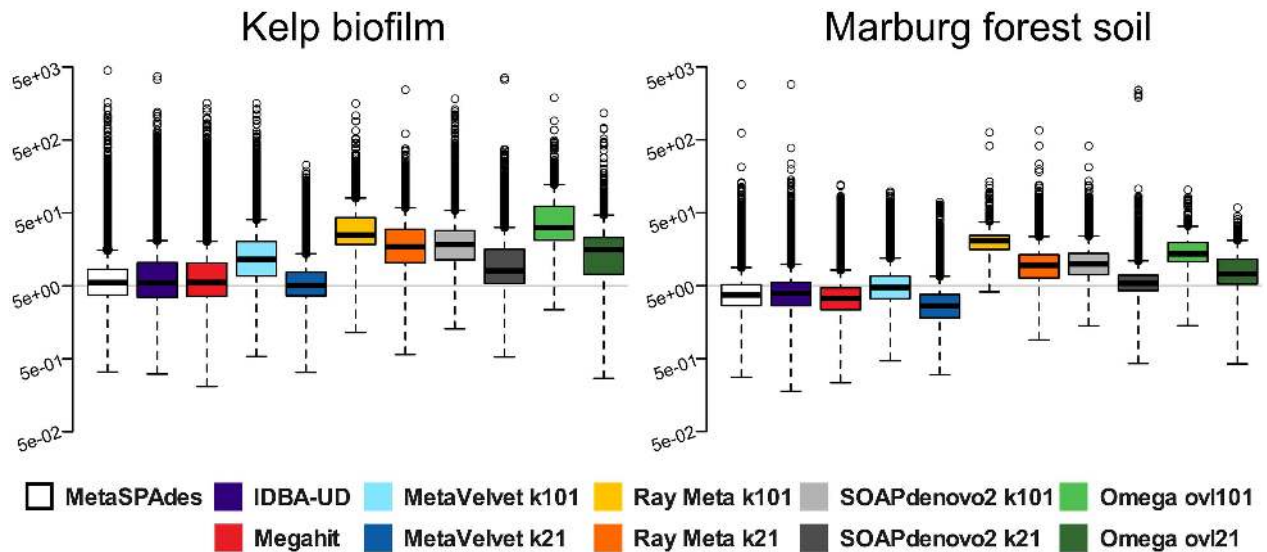 Kelp biofilm
Marburg forest soil
5e+03
5e+02
5e+01
5e+00
5e-01
5e-02
5e+03
5e+02
5e+01
5e+00
5e-01
5e-02
MetaSPAdes IDBA-UD MetaVelvet k101 Ray Meta k101 SOAPdenovo2 k101 Omega ovl101
Megahit MetaVelvet k21 Ray Meta k21 SOAPdenovo2 k21 Omega ovl21